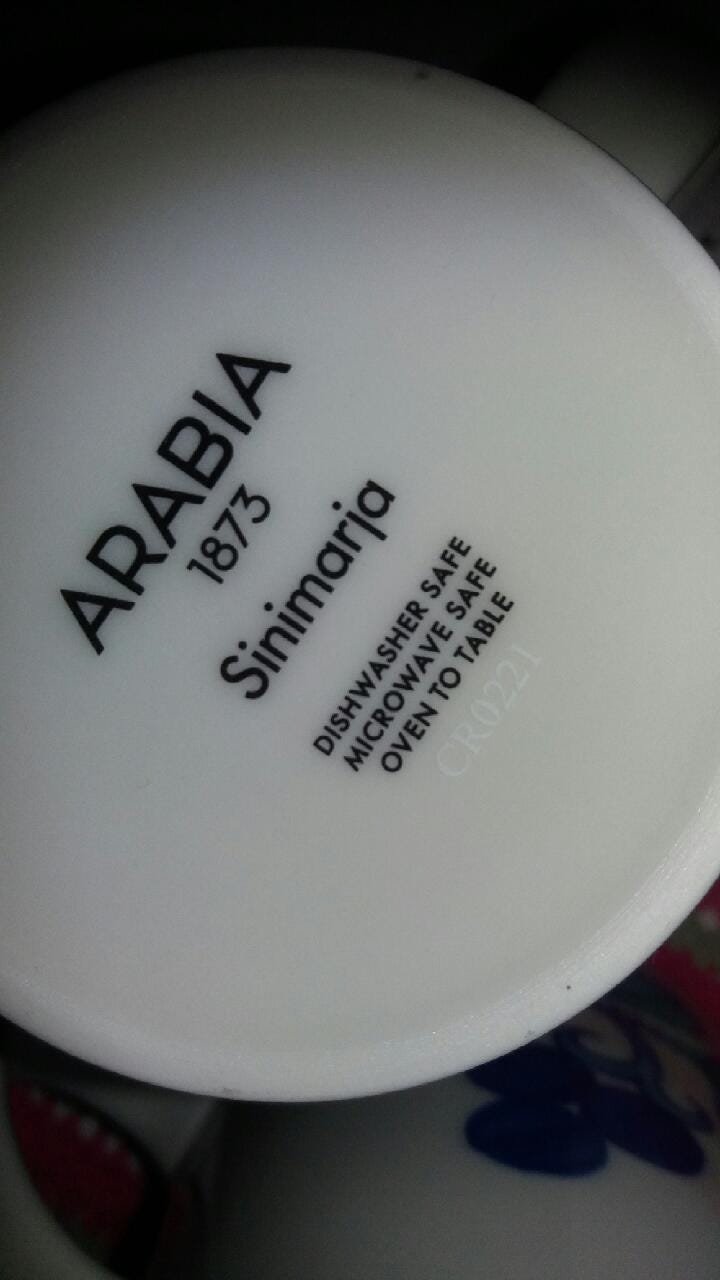 ARABIA
1873
Sinimarja
DISHWASHER SAFE
MICROWAVE SAFE
OVEN TO TABLE
CR0221